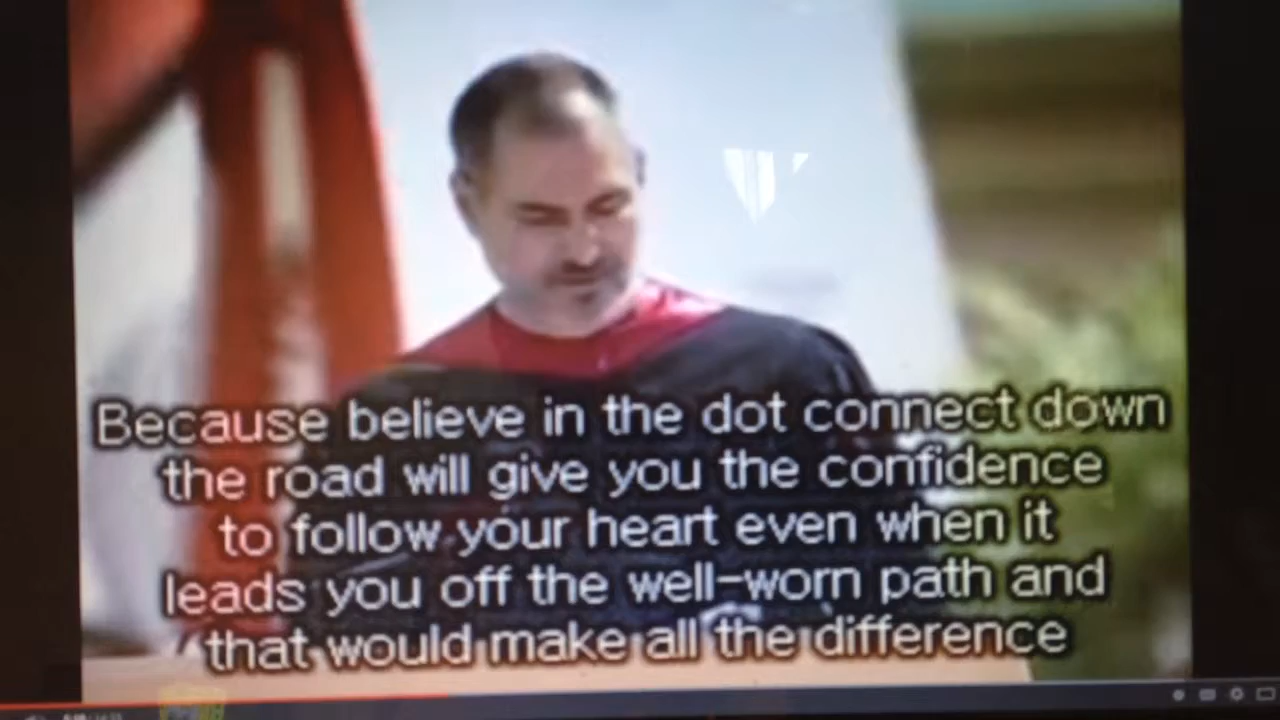 Because believe in the dot connect down
the road will give you the confidence
to follow your heart even when it
leads you off the well-worn path and
that would make all the difference